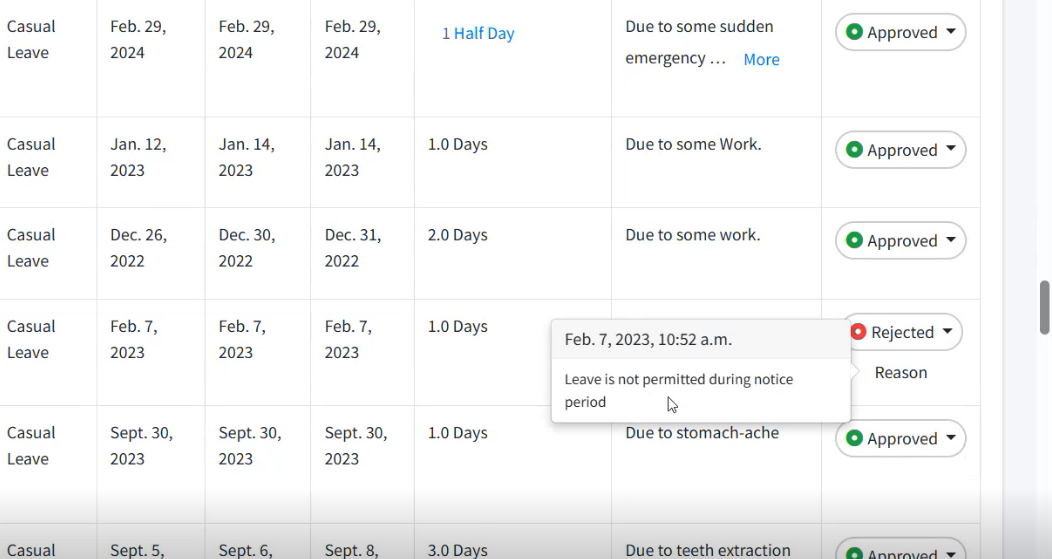 Casual Leave Feb. 29, 2024 Feb. 29, 2024 Feb. 29, 2024 1 Half Day Due to some sudden emergency … More Approved
Casual Leave Jan. 12, 2023 Jan. 14, 2023 Jan. 14, 2023 1.0 Days Due to some Work. Approved
Casual Leave Dec. 26, 2022 Dec. 30, 2022 Dec. 31, 2022 2.0 Days Due to some work. Approved
Casual Leave Feb. 7, 2023 Feb. 7, 2023 Feb. 7, 2023 1.0 Days Rejected
Reason
Feb. 7, 2023, 10:52 a.m.
Leave is not permitted during notice
period
Casual Leave Sept. 30, 2023 Sept. 30, 2023 Sept. 30, 2023 1.0 Days Due to stomach-ache Approved
Casual Sept. 5, Sept. 6, Sept. 8, 3.0 Days Due to teeth extraction Approved